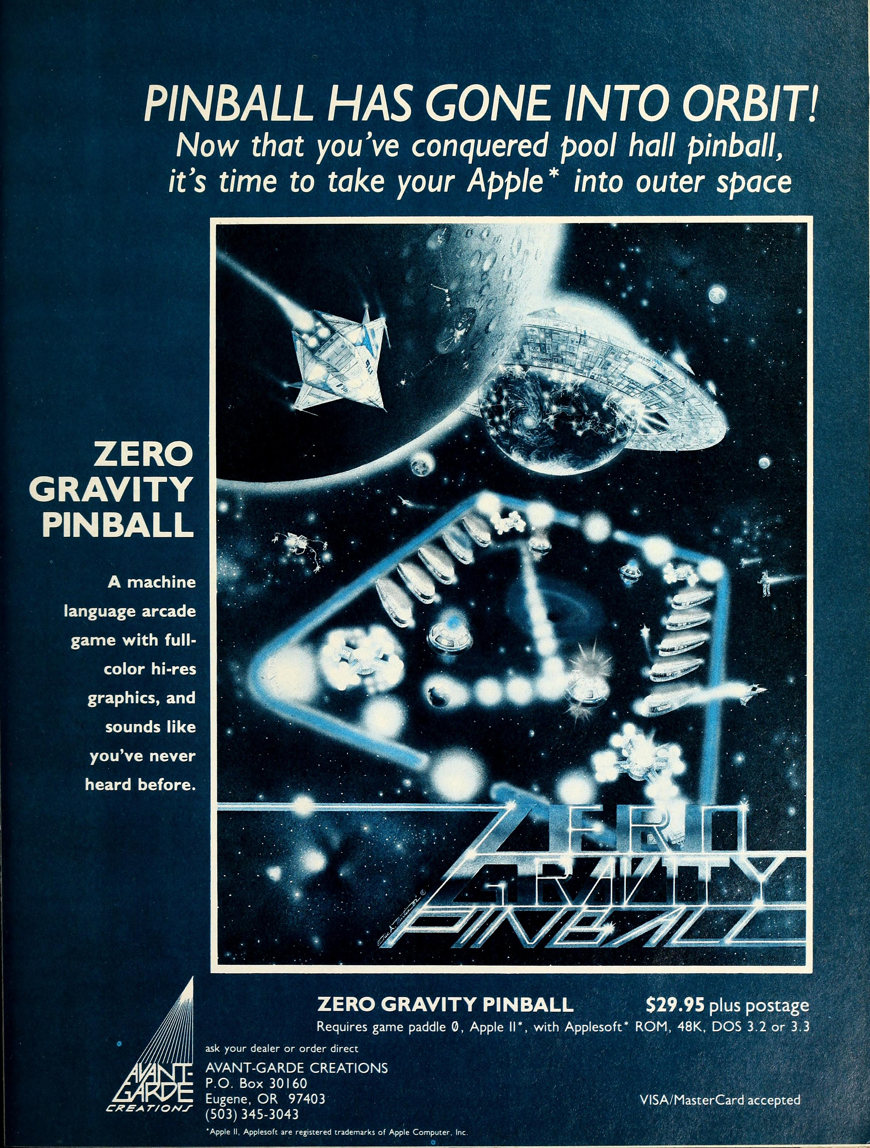 PINBALL HAS GONE INTO ORBIT!
Now that you've conquered pool hall pinball,
it's time to take your Apple* into outer space
ZERO
GRAVITY
PINBALL
A machine
language arcade
game with full-
color hi-res
graphics, and
sounds like
you've never
heard before.
ZERO
GRAVITY
PINBALL
ZERO GRAVITY PINBALL $29.95 plus postage
Requires game paddle 0, Apple II*, with Applesoft* ROM, 48K, DOS 3.2 or 3.3
AVANT-
GARDE
CREATIONS
ask your dealer or order direct
AVANT-GARDE CREATIONS
P.O. Box 30160
Eugene, OR 97403
(503) 345-3043
VISA/MasterCard accepted
*Apple II, Applesoft are registered trademarks of Apple Computer, Inc.